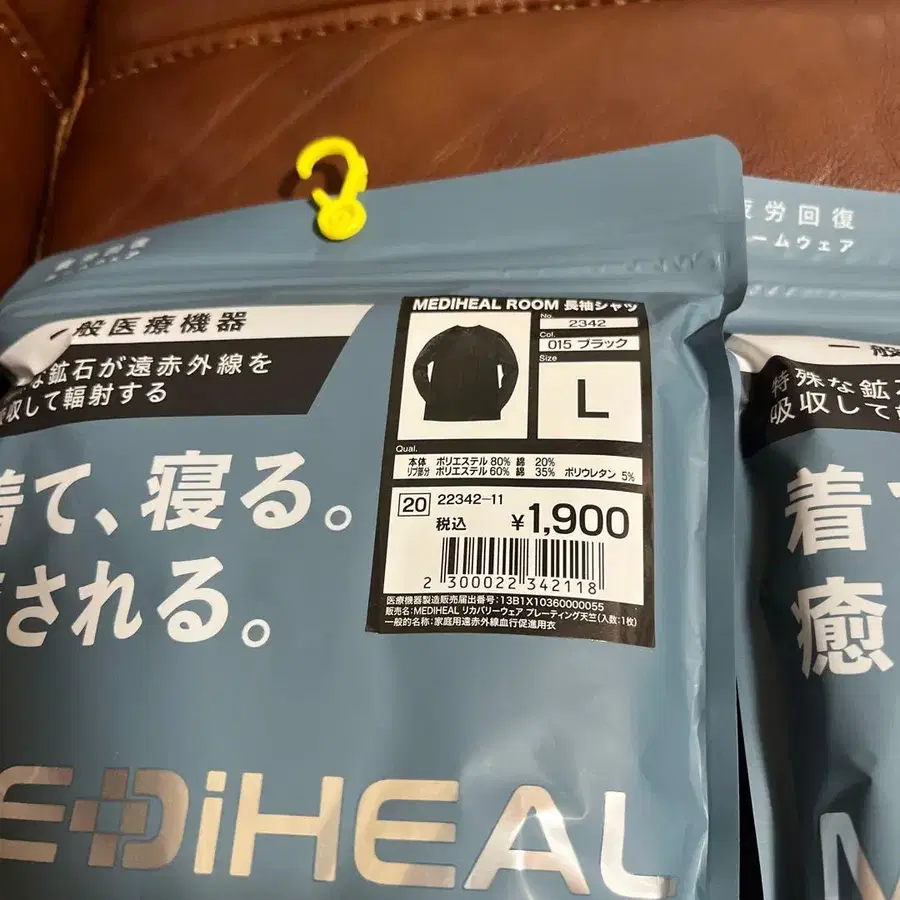 一般医療機器
な鉱石が遠赤外線を
吸収して輻射する
着て、寝る。
される。
MEDIHEAL ROOM 長袖シャツ
No.
2342
Col.
015 ブラック
Size
L
Qual.
本体 ポリエステル 80% 綿 20%
リブ部分 ポリエステル 60% 綿 35% ポリウレタン 5%
20 22342-11
税込 ¥1,900
2 300022 342118
医療機器製造販売届出番号:13B1X10360000055
販売名:MEDIHEAL リカバリーウェア プレーティング天竺(入数:1枚)
一般的名称:家庭用遠赤外線血行促進用衣
EDiHEAL
疲労回復
ームウェア
一般
特殊な鉱石
吸収して
着て
癒
M